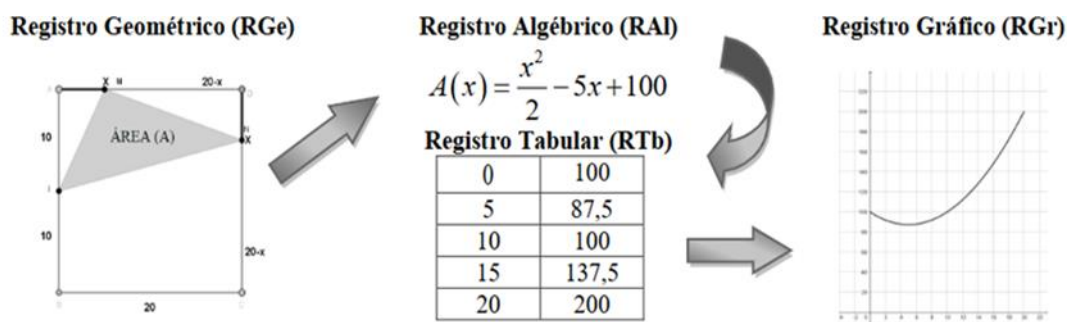 Registro Geométrico (RGe)
X M 20-x
10
ÁREA (A)
N
X
I
10
20-x
20
Registro Algébrico (RAl)
A(x) = x²/2 − 5x + 100
Registro Tabular (RTb)
0 100
5 87,5
10 100
15 137,5
20 200
Registro Gráfico (RGr)